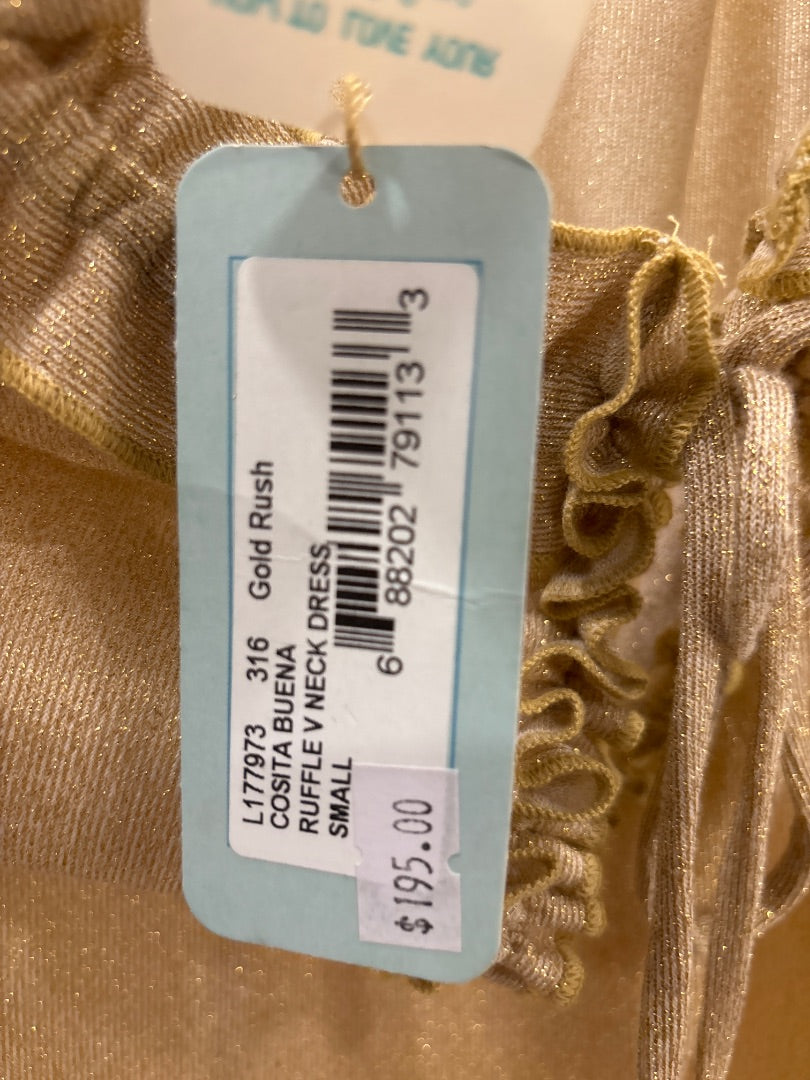 L177973 316 Gold Rush
COSITA BUENA
RUFFLE V NECK DRESS
SMALL
6 88202 79113 3
$195.00